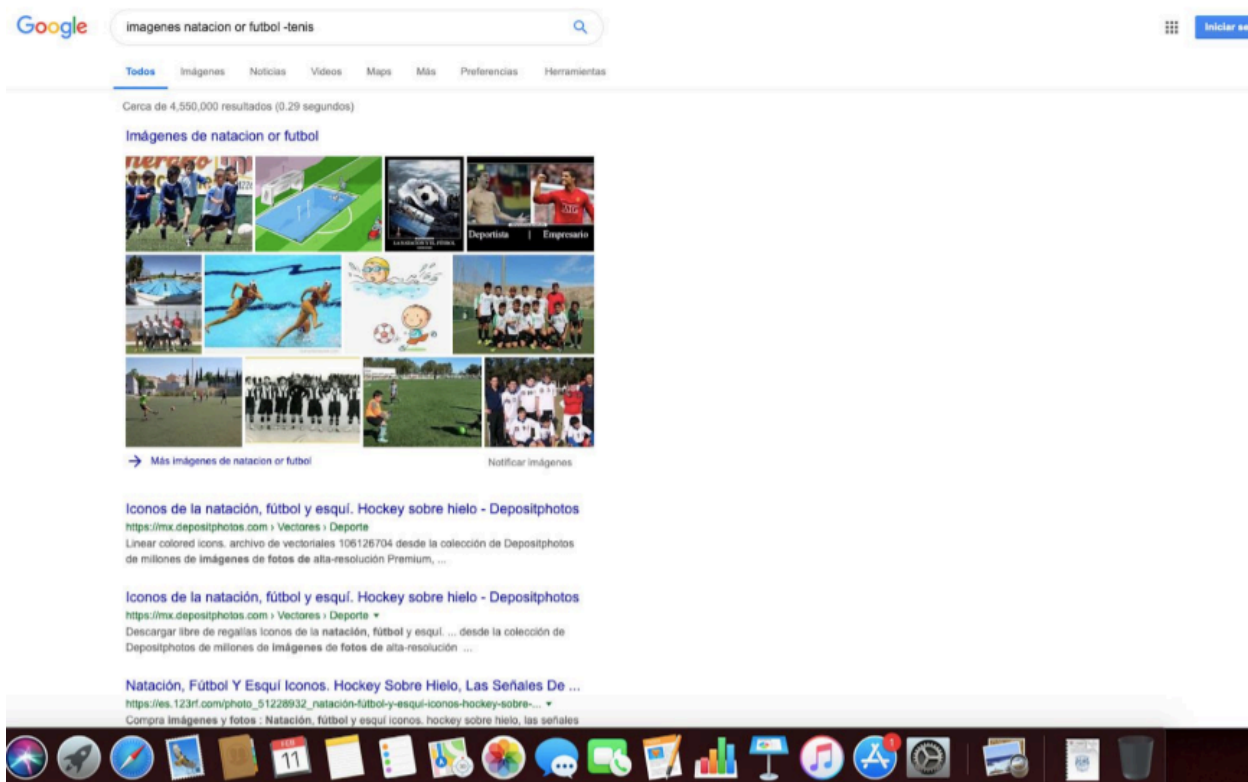 Google
imagenes natacion or futbol -tenis
Iniciar se
Todos Imágenes Noticias Videos Maps Más Preferencias Herramientas
Cerca de 4,550,000 resultados (0.29 segundos)
Imágenes de natacion or futbol
Deportista | Empresario
LA NATACION Y EL FÚTBOL
Más imágenes de natacion or futbol
Notificar imágenes
Iconos de la natación, fútbol y esquí. Hockey sobre hielo - Depositphotos
https://mx.depositphotos.com › Vectores › Deporte
Linear colored icons. archivo de vectoriales 106126704 desde la colección de Depositphotos
de millones de imágenes de fotos de alta-resolución Premium, ...
Iconos de la natación, fútbol y esquí. Hockey sobre hielo - Depositphotos
https://mx.depositphotos.com › Vectores › Deporte
Descargar libre de regalías Iconos de la natación, fútbol y esquí. ... desde la colección de
Depositphotos de millones de imágenes de fotos de alta-resolución ...
Natación, Fútbol Y Esquí Iconos. Hockey Sobre Hielo, Las Señales De ...
https://es.123rf.com/photo_51228932_natación-fútbol-y-esquí-iconos-hockey-sobre-...
Compra imágenes y fotos : Natación, fútbol y esquí iconos. hockey sobre hielo, las señales
FEB
11
1